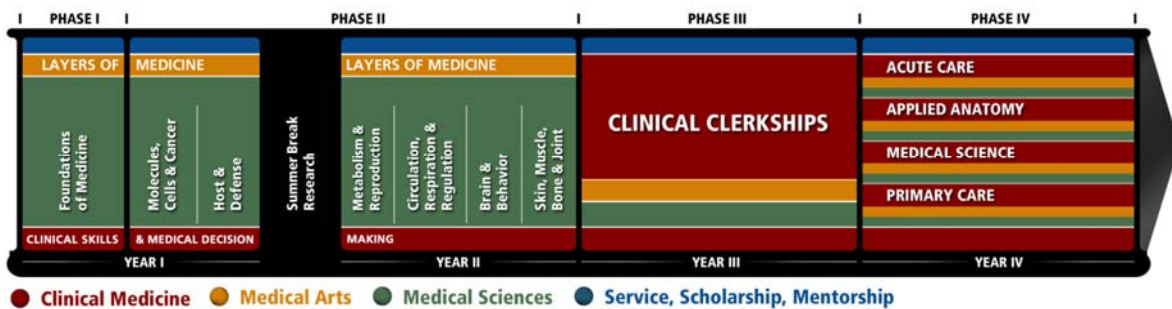 I PHASE I I PHASE II I PHASE III I PHASE IV I
LAYERS OF MEDICINE
LAYERS OF MEDICINE
Foundations
of Medicine
Molecules,
Cells & Cancer
Host &
Defense
Summer Break
Research
Metabolism &
Reproduction
Circulation,
Respiration &
Regulation
Brain &
Behavior
Skin, Muscle,
Bone & Joint
CLINICAL CLERKSHIPS
ACUTE CARE
APPLIED ANATOMY
MEDICAL SCIENCE
PRIMARY CARE
CLINICAL SKILLS & MEDICAL DECISION MAKING
YEAR I YEAR II YEAR III YEAR IV
Clinical Medicine Medical Arts Medical Sciences Service, Scholarship, Mentorship